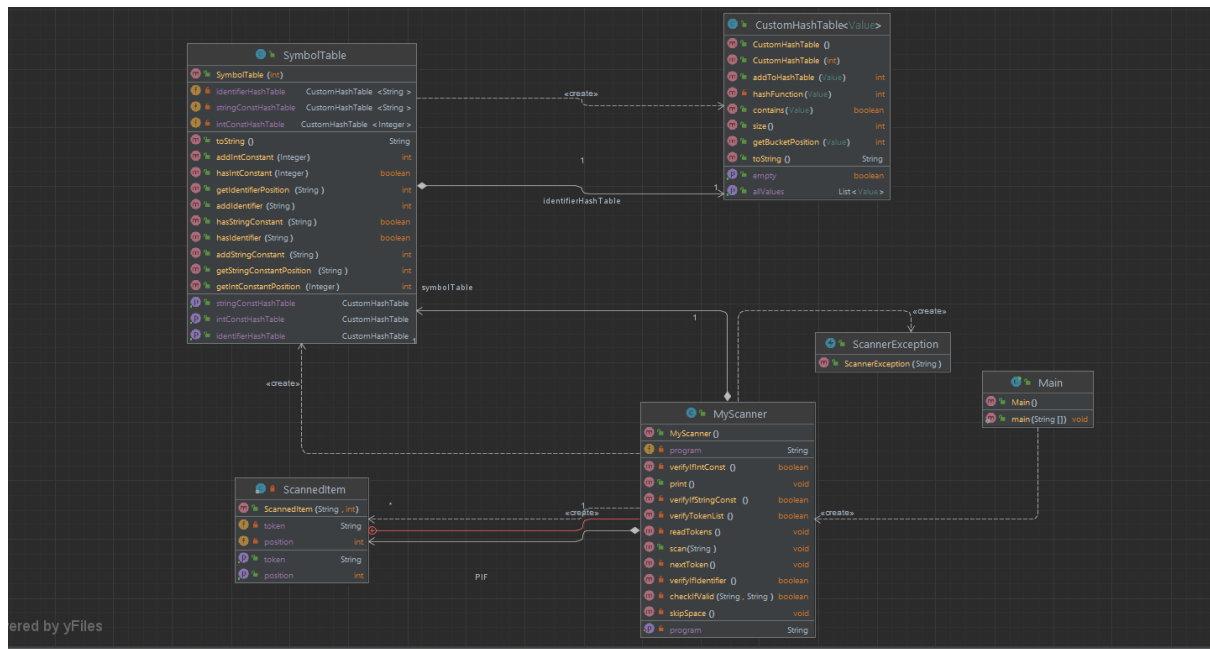 SymbolTable
SymbolTable (int)
identifierHashTable CustomHashTable <String >
stringConstHashTable CustomHashTable <String >
intConstHashTable CustomHashTable <Integer>
toString () String
addIntConstant (Integer) int
hasIntConstant (Integer) boolean
getIdentifierPosition (String ) int
addIdentifier (String ) int
hasStringConstant (String ) boolean
hasIdentifier (String ) boolean
addStringConstant (String ) int
getStringConstantPosition (String ) int
getIntConstantPosition (Integer) int
stringConstHashTable CustomHashTable
intConstHashTable CustomHashTable
identifierHashTable CustomHashTable
1
CustomHashTable<Value>
CustomHashTable ()
CustomHashTable (int)
addToHashTable (Value) int
hashFunction (Value) int
contains (Value) boolean
size () int
getBucketPosition (Value) int
toString () String
empty boolean
allValues List < Value >
«create»
1
1
identifierHashTable
symbolTable
1
«create»
ScannerException
ScannerException (String )
Main
Main ()
main (String []) void
«create»
«create»
MyScanner
MyScanner ()
program String
verifyIfIntConst () boolean
print () void
verifyIfStringConst () boolean
verifyTokenList () boolean
readTokens () void
scan (String ) void
nextToken () void
verifyIfIdentifier () boolean
checkIfValid (String , String ) boolean
skipSpace () void
program String
ScannedItem
ScannedItem (String , int)
token String
position int
token String
position int
*
1
«create»
PIF
ered by yFiles